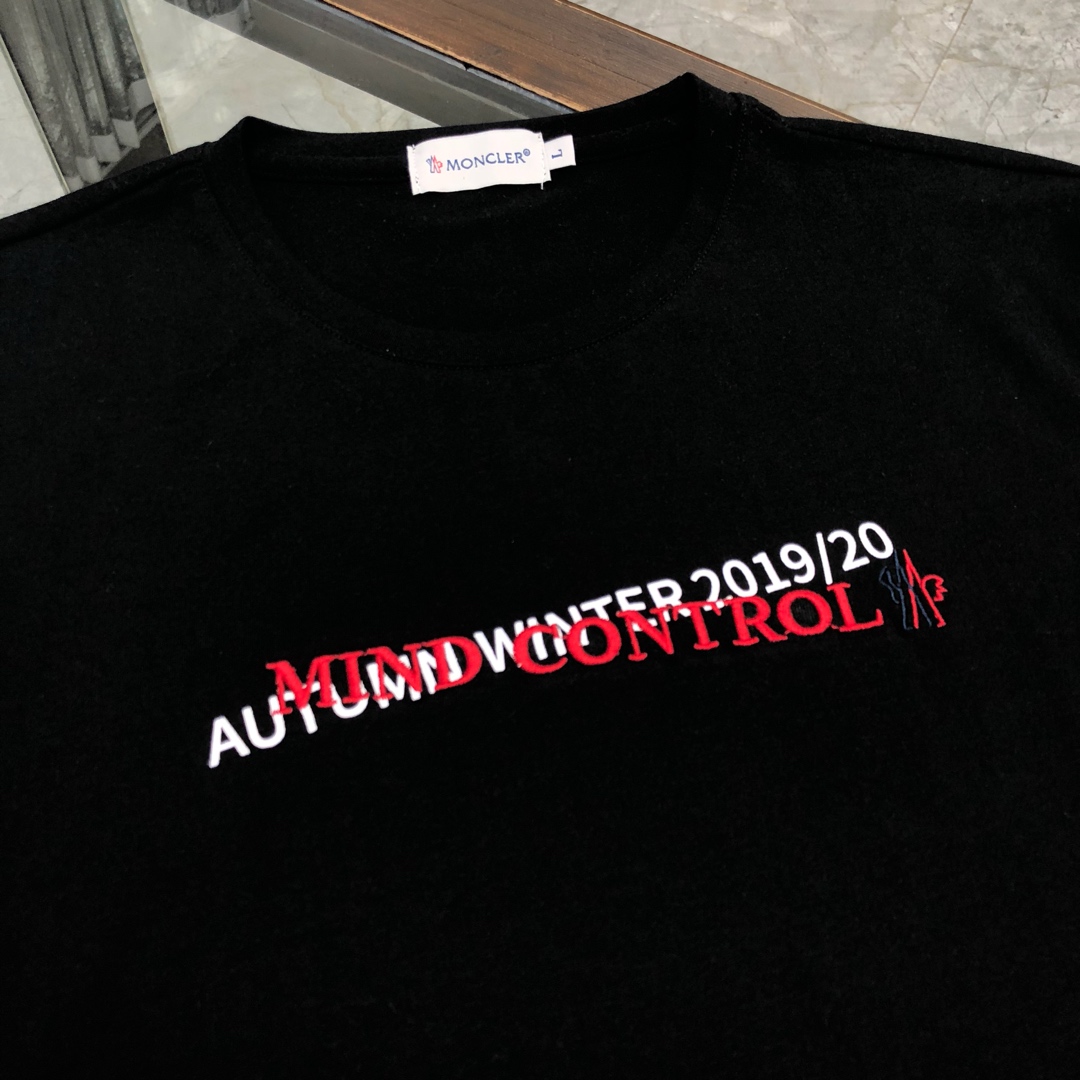 MONCLER®
L
AUTUMN WINTER 2019/20
MIND CONTROL